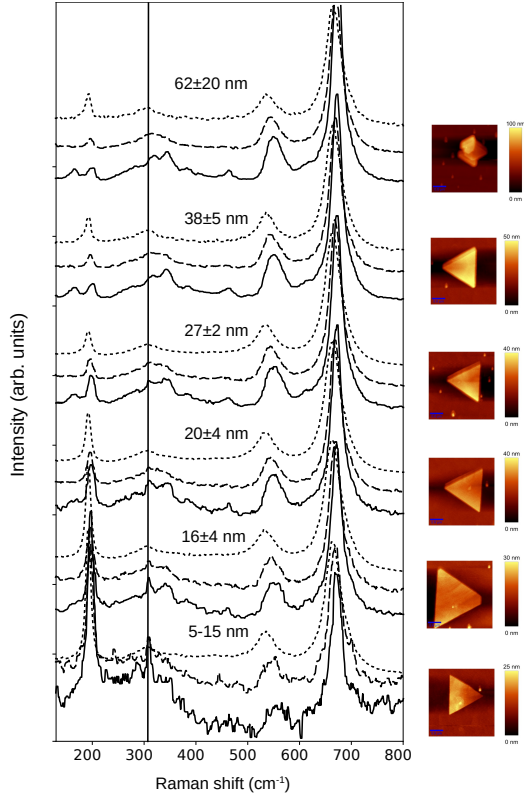 62±20 nm
38±5 nm
27±2 nm
20±4 nm
16±4 nm
5-15 nm
Intensity (arb. units)
200 300 400 500 600 700 800
Raman shift (cm⁻¹)
100 nm
0 nm
50 nm
0 nm
40 nm
0 nm
40 nm
0 nm
30 nm
0 nm
25 nm
0 nm